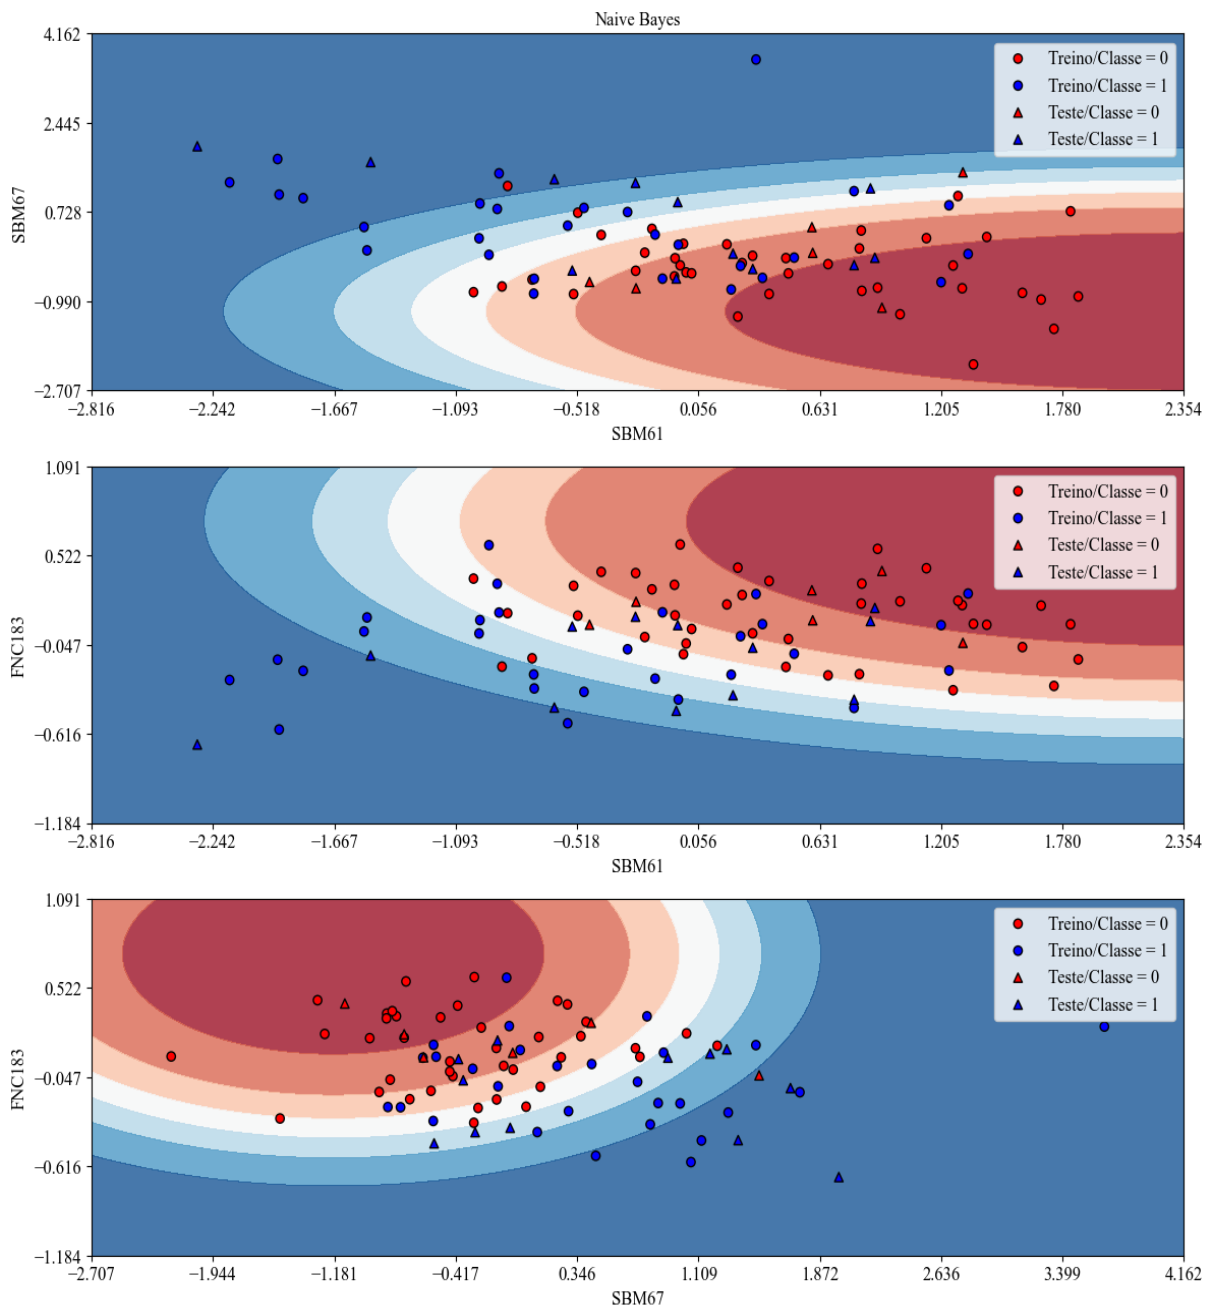 Naive Bayes
4.162
2.445
0.728
−0.990
−2.707
SBM67
Treino/Classe = 0
Treino/Classe = 1
Teste/Classe = 0
Teste/Classe = 1
−2.816 −2.242 −1.667 −1.093 −0.518 0.056 0.631 1.205 1.780 2.354
SBM61
1.091
0.522
−0.047
−0.616
−1.184
FNC183
Treino/Classe = 0
Treino/Classe = 1
Teste/Classe = 0
Teste/Classe = 1
−2.816 −2.242 −1.667 −1.093 −0.518 0.056 0.631 1.205 1.780 2.354
SBM61
1.091
0.522
−0.047
−0.616
−1.184
FNC183
Treino/Classe = 0
Treino/Classe = 1
Teste/Classe = 0
Teste/Classe = 1
−2.707 −1.944 −1.181 −0.417 0.346 1.109 1.872 2.636 3.399 4.162
SBM67